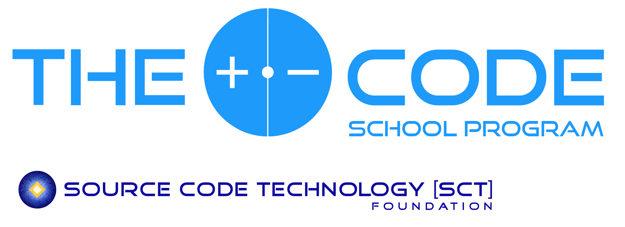 THE + − CODE
SCHOOL PROGRAM
SOURCE CODE TECHNOLOGY [SCT]
FOUNDATION